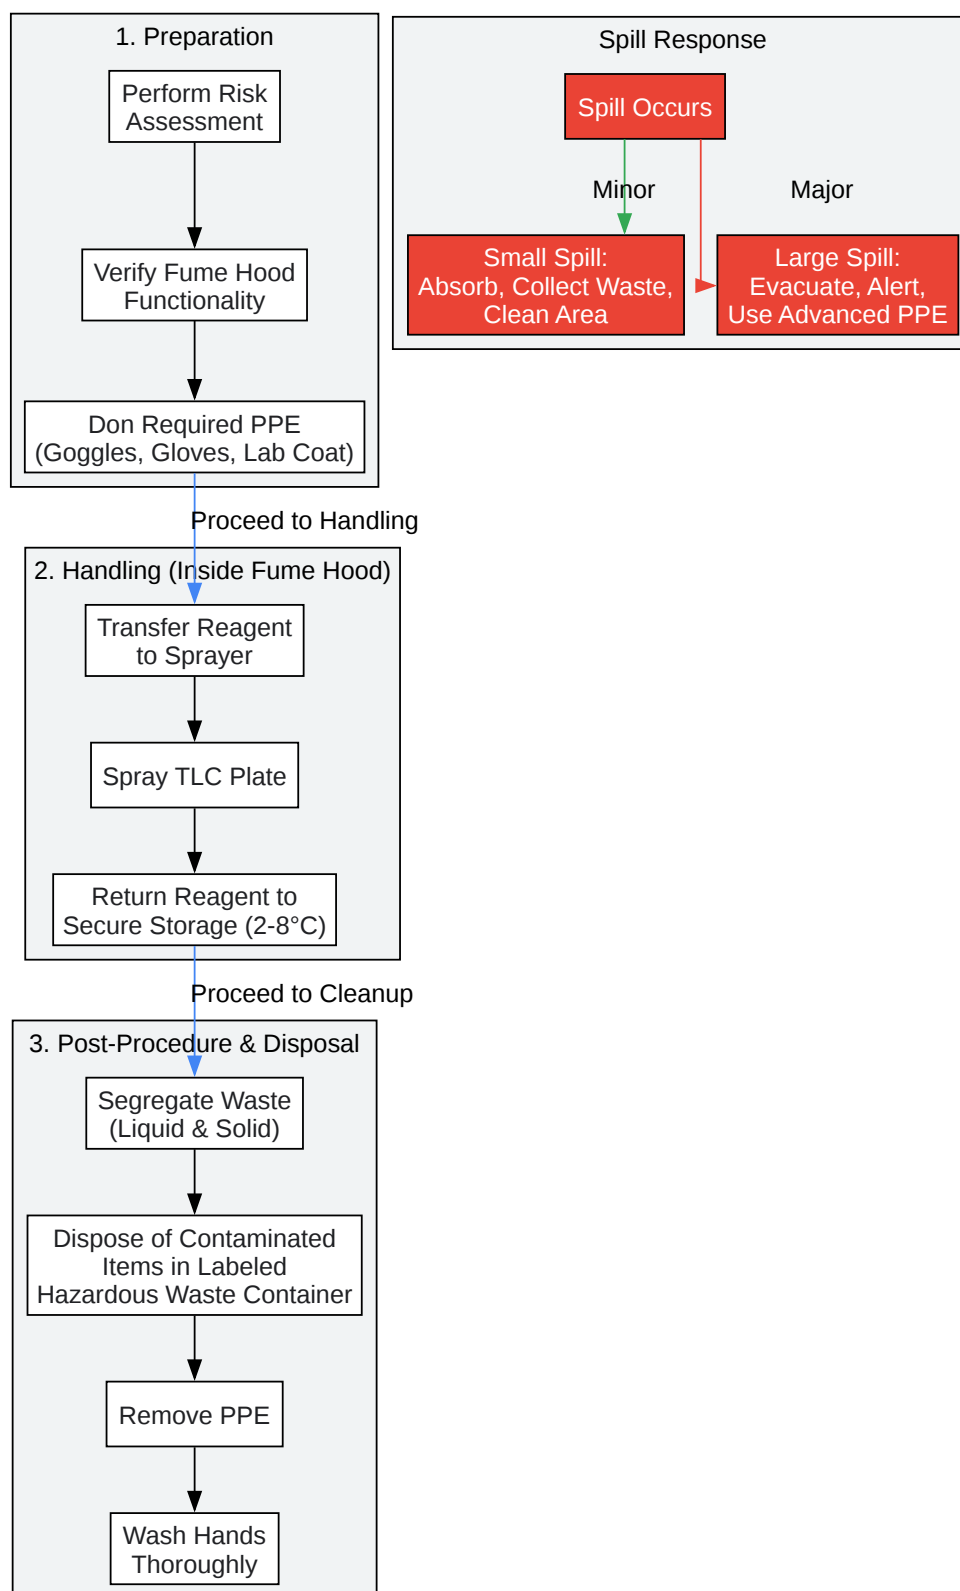 1. Preparation
Perform Risk
Assessment
Verify Fume Hood
Functionality
Don Required PPE
(Goggles, Gloves, Lab Coat)
Proceed to Handling
2. Handling (Inside Fume Hood)
Transfer Reagent
to Sprayer
Spray TLC Plate
Return Reagent to
Secure Storage (2-8°C)
Proceed to Cleanup
3. Post-Procedure & Disposal
Segregate Waste
(Liquid & Solid)
Dispose of Contaminated
Items in Labeled
Hazardous Waste Container
Remove PPE
Wash Hands
Thoroughly
Spill Response
Spill Occurs
Minor
Major
Small Spill:
Absorb, Collect Waste,
Clean Area
Large Spill:
Evacuate, Alert,
Use Advanced PPE